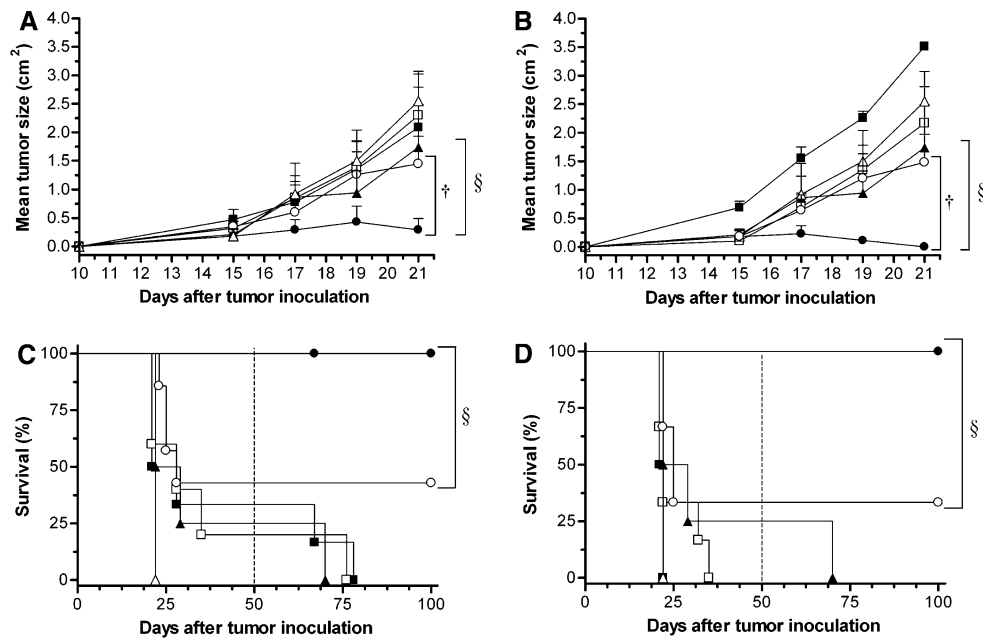 A
B
4.0
3.5
3.0
2.5
2.0
1.5
1.0
0.5
0.0
Mean tumor size (cm²)
10 11 12 13 14 15 16 17 18 19 20 21
Days after tumor inoculation
†
§
4.0
3.5
3.0
2.5
2.0
1.5
1.0
0.5
0.0
Mean tumor size (cm²)
10 11 12 13 14 15 16 17 18 19 20 21
Days after tumor inoculation
†
§
C
D
100
75
50
25
0
Survival (%)
0 25 50 75 100
Days after tumor inoculation
§
100
75
50
25
0
Survival (%)
0 25 50 75 100
Days after tumor inoculation
§